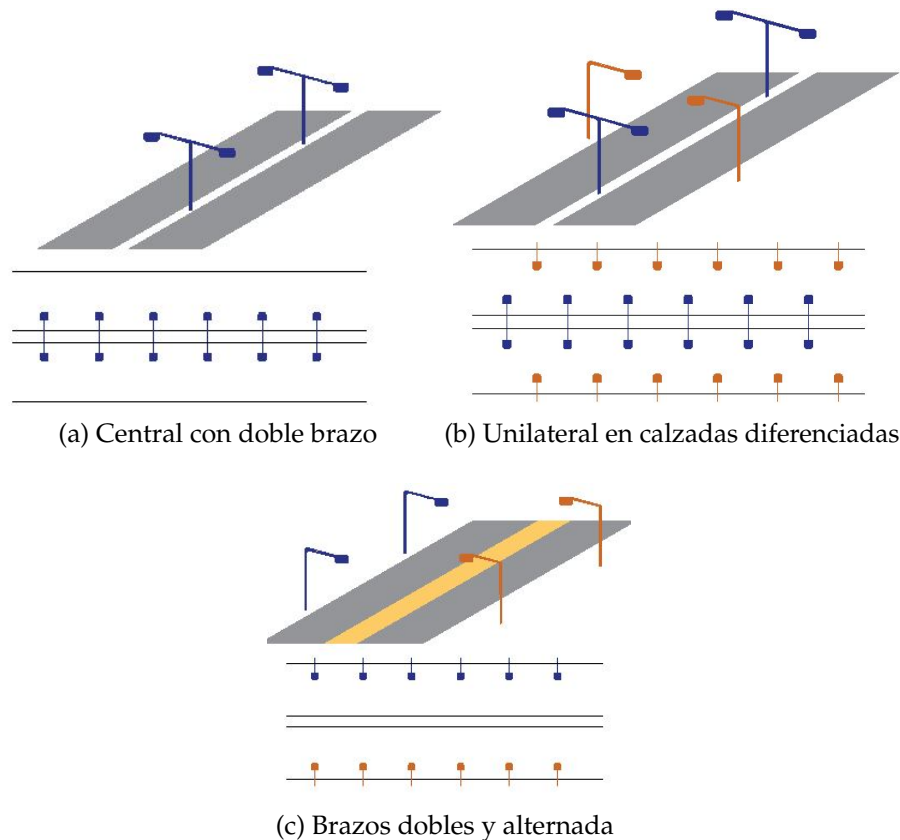 (a) Central con doble brazo
(b) Unilateral en calzadas diferenciadas
(c) Brazos dobles y alternada